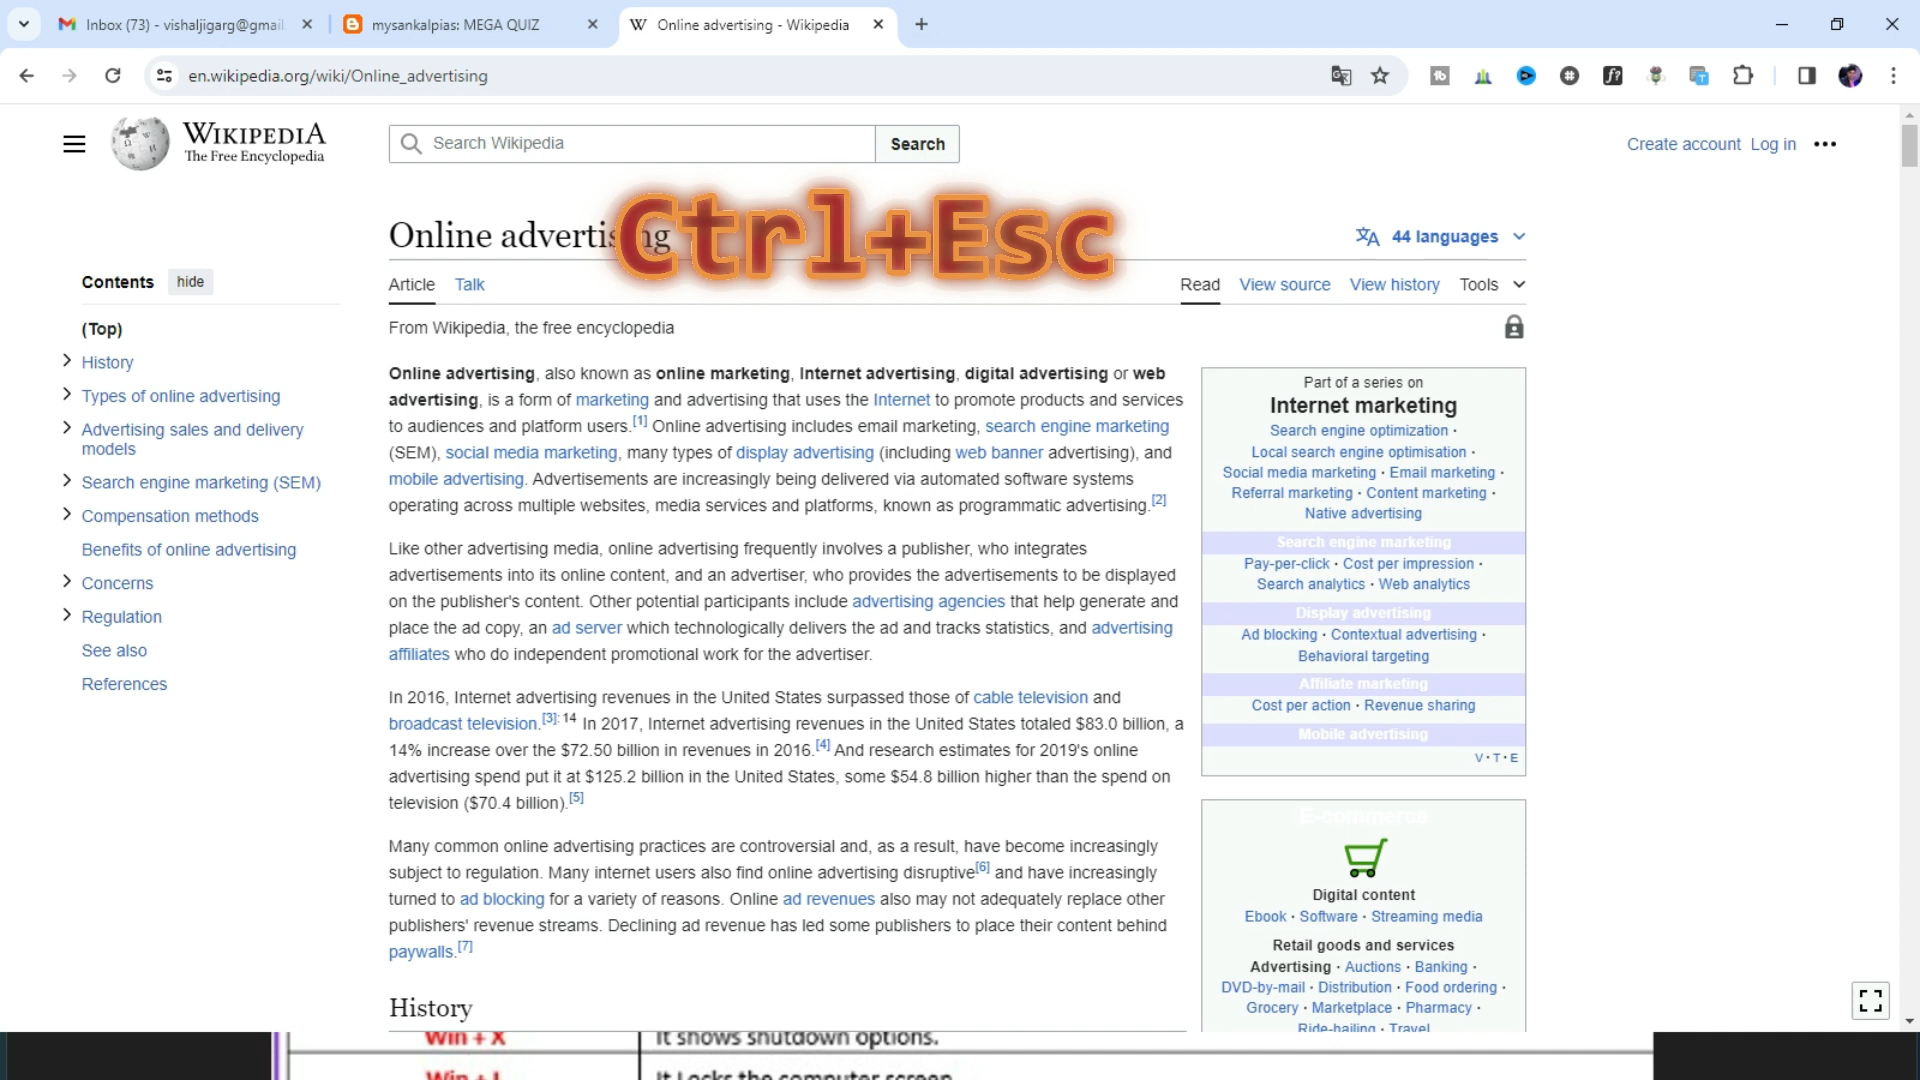 Inbox (73) - vishaljigarg@gmail.
mysankalpias: MEGA QUIZ
Online advertising - Wikipedia
en.wikipedia.org/wiki/Online_advertising
WIKIPEDIA
The Free Encyclopedia
Search Wikipedia
Search
Create account Log in
Ctrl+Esc
Online advertising
44 languages
Contents hide
Article Talk
Read View source View history Tools
(Top)
History
Types of online advertising
Advertising sales and delivery
models
Search engine marketing (SEM)
Compensation methods
Benefits of online advertising
Concerns
Regulation
See also
References
From Wikipedia, the free encyclopedia
Online advertising, also known as online marketing, Internet advertising, digital advertising or web
advertising, is a form of marketing and advertising that uses the Internet to promote products and services
to audiences and platform users.[1] Online advertising includes email marketing, search engine marketing
(SEM), social media marketing, many types of display advertising (including web banner advertising), and
mobile advertising. Advertisements are increasingly being delivered via automated software systems
operating across multiple websites, media services and platforms, known as programmatic advertising.[2]
Like other advertising media, online advertising frequently involves a publisher, who integrates
advertisements into its online content, and an advertiser, who provides the advertisements to be displayed
on the publisher's content. Other potential participants include advertising agencies that help generate and
place the ad copy, an ad server which technologically delivers the ad and tracks statistics, and advertising
affiliates who do independent promotional work for the advertiser.
In 2016, Internet advertising revenues in the United States surpassed those of cable television and
broadcast television.[3]: 14 In 2017, Internet advertising revenues in the United States totaled $83.0 billion, a
14% increase over the $72.50 billion in revenues in 2016.[4] And research estimates for 2019's online
advertising spend put it at $125.2 billion in the United States, some $54.8 billion higher than the spend on
television ($70.4 billion).[5]
Many common online advertising practices are controversial and, as a result, have become increasingly
subject to regulation. Many internet users also find online advertising disruptive[6] and have increasingly
turned to ad blocking for a variety of reasons. Online ad revenues also may not adequately replace other
publishers' revenue streams. Declining ad revenue has led some publishers to place their content behind
paywalls.[7]
History
Part of a series on
Internet marketing
Search engine optimization ·
Local search engine optimisation ·
Social media marketing · Email marketing ·
Referral marketing · Content marketing ·
Native advertising
Search engine marketing
Pay-per-click · Cost per impression ·
Search analytics · Web analytics
Display advertising
Ad blocking · Contextual advertising ·
Behavioral targeting
Affiliate marketing
Cost per action · Revenue sharing
Mobile advertising
V · T · E
E-commerce
Digital content
Ebook · Software · Streaming media
Retail goods and services
Advertising · Auctions · Banking ·
DVD-by-mail · Distribution · Food ordering ·
Grocery · Marketplace · Pharmacy ·
Ride-hailing · Travel
Win + X
It shows shutdown options.
Win + L
It Locks the computer screen